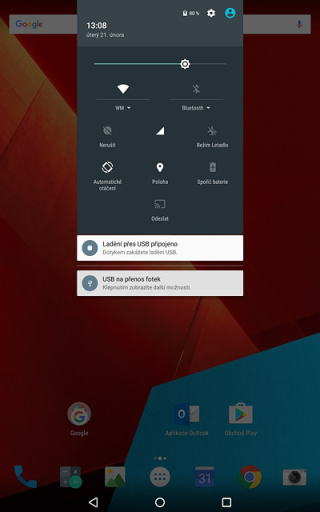 80 %
13:08
úterý 21. února
WM
Bluetooth
Nerušit
Režim Letadlo
Automatické
otáčení
Poloha
Spořič baterie
Odeslat
Ladění přes USB připojeno
Dotykem zakážete ladění USB.
USB na přenos fotek
Klepnutím zobrazíte další možnosti.
Google
Google
Aplikace Outlook
Obchod Play
31